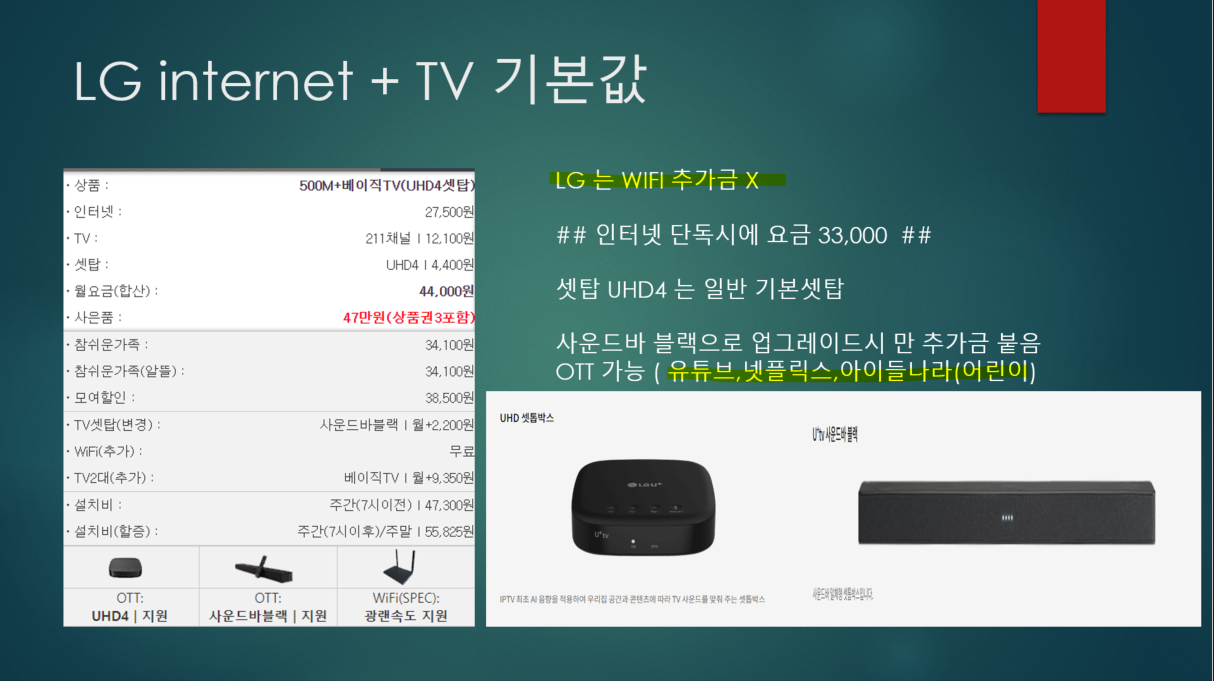 LG internet + TV 기본값
· 상품 : 500M+베이직TV(UHD4셋탑)
· 인터넷 : 27,500원
· TV : 211채널 | 12,100원
· 셋탑 : UHD4 | 4,400원
· 월요금(합산) : 44,000원
· 사은품 : 47만원(상품권3포함)
· 참쉬운가족 : 34,100원
· 참쉬운가족(알뜰) : 34,100원
· 모여할인 : 38,500원
· TV셋탑(변경) : 사운드바블랙 | 월+2,200원
· WiFi(추가) : 무료
· TV2대(추가) : 베이직TV | 월+9,350원
· 설치비 : 주간(7시이전) | 47,300원
· 설치비(할증) : 주간(7시이후)/주말 | 55,825원
OTT: OTT: WiFi(SPEC):
UHD4 | 지원 사운드바블랙 | 지원 광랜속도 지원
LG 는 WIFI 추가금 X
## 인터넷 단독시에 요금 33,000 ##
셋탑 UHD4 는 일반 기본셋탑
사운드바 블랙으로 업그레이드시 만 추가금 붙음
OTT 가능 ( 유튜브,넷플릭스,아이들나라(어린이)
UHD 셋톱박스
U+tv 사운드바 블랙
LG U+
U+tv
IPTV 최초 AI 음향을 적용하여 우리집 공간과 콘텐츠에 따라 TV 사운드를 맞춰 주는 셋톱박스
사운드바 일체형 셋톱박스입니다.